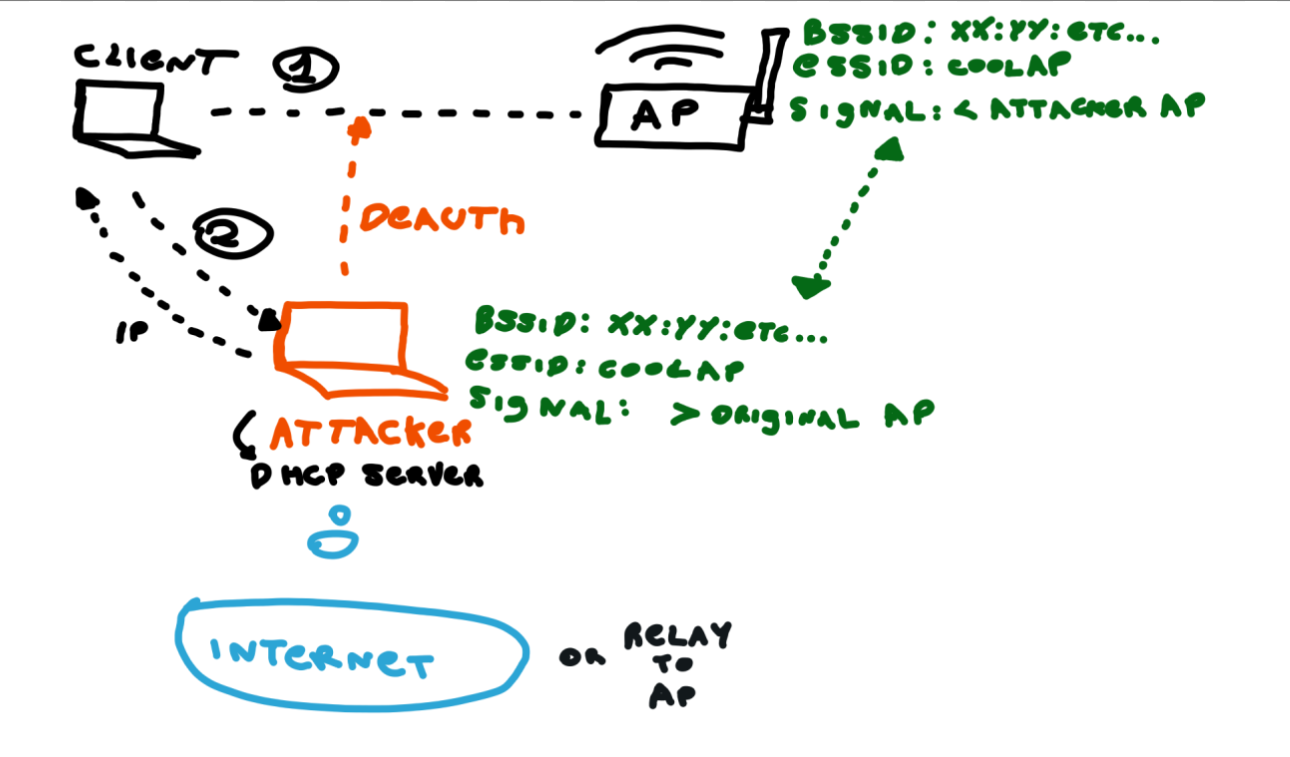 CLIENT
1
AP
BSSID: XX:YY:ETC...
ESSID: COOLAP
SIGNAL: < ATTACKER AP
DEAUTH
2
IP
BSSID: XX:YY:ETC...
ESSID: COOLAP
SIGNAL: > ORIGINAL AP
ATTACKER
DHCP SERVER
INTERNET
OR
RELAY
TO
AP